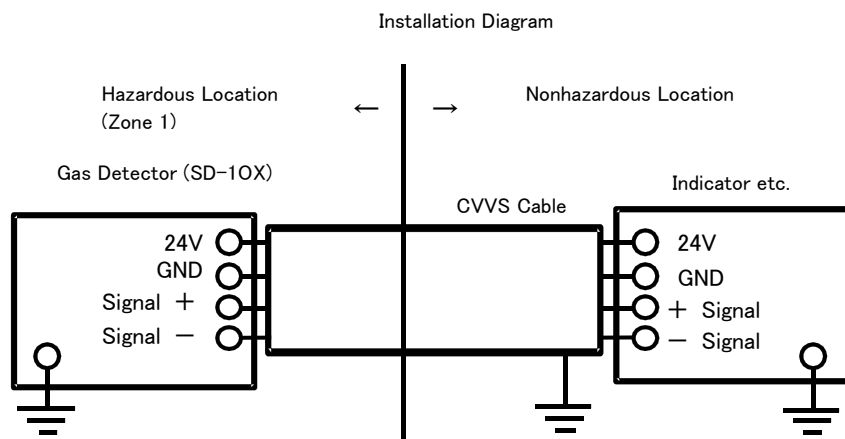 Installation Diagram
Hazardous Location
(Zone 1)
← →
Nonhazardous Location
Gas Detector (SD-1OX)
CVVS Cable
Indicator etc.
24V
GND
Signal +
Signal −
24V
GND
+ Signal
− Signal